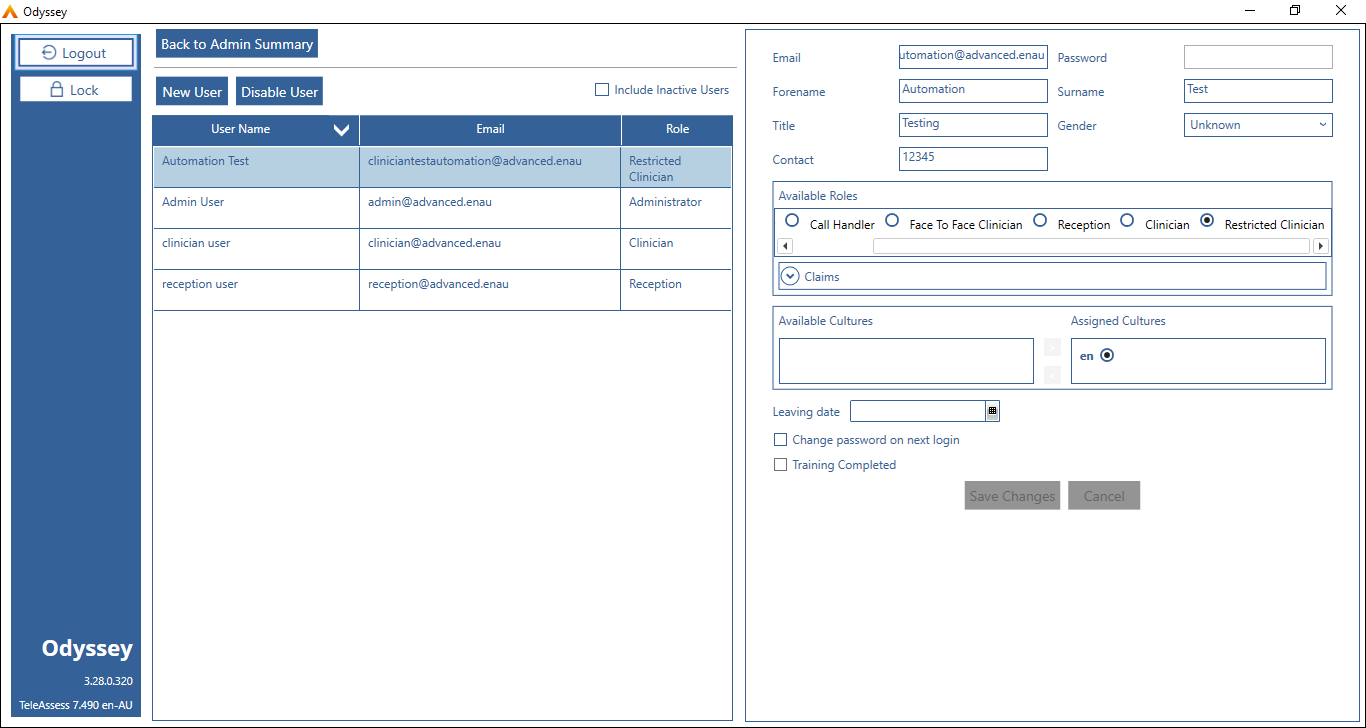 Odyssey
Logout
Lock
Back to Admin Summary
New User
Disable User
Include Inactive Users
User Name
Email
Role
Automation Test
cliniciantestautomation@advanced.enau
Restricted
Clinician
Admin User
admin@advanced.enau
Administrator
clinician user
clinician@advanced.enau
Clinician
reception user
reception@advanced.enau
Reception
Email
utomation@advanced.enau
Password
Forename
Automation
Surname
Test
Title
Testing
Gender
Unknown
Contact
12345
Available Roles
Call Handler
Face To Face Clinician
Reception
Clinician
Restricted Clinician
Claims
Available Cultures
Assigned Cultures
>
<
en
Leaving date
Change password on next login
Training Completed
Save Changes
Cancel
Odyssey
3.28.0.320
TeleAssess 7.490 en-AU